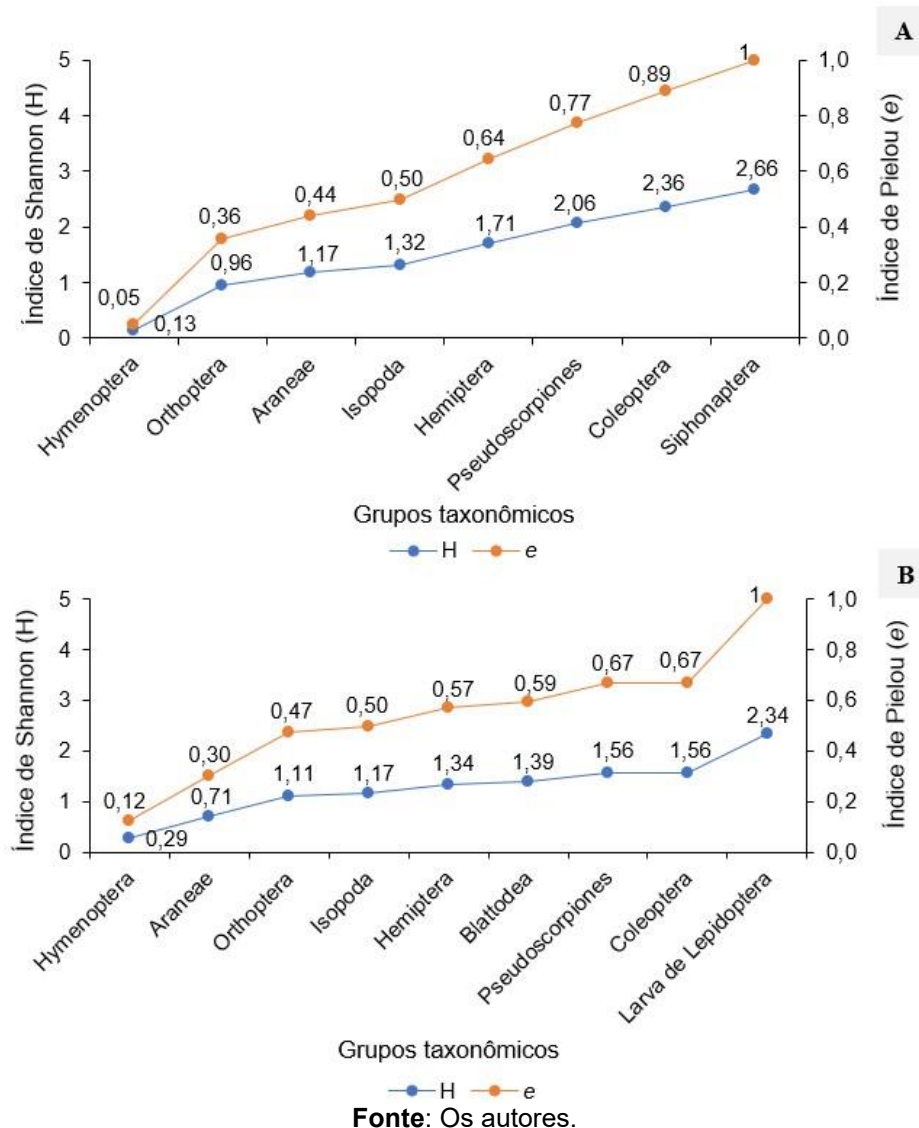 A
Índice de Shannon (H)
Índice de Pielou (e)
5
4
3
2
1
0
1,0
0,8
0,6
0,4
0,2
0,0
0,05
0,36
0,44
0,50
0,64
0,77
0,89
1
0,13
0,96
1,17
1,32
1,71
2,06
2,36
2,66
Hymenoptera
Orthoptera
Araneae
Isopoda
Hemiptera
Pseudoscorpiones
Coleoptera
Siphonaptera
Grupos taxonômicos
H e
B
Índice de Shannon (H)
Índice de Pielou (e)
5
4
3
2
1
0
1,0
0,8
0,6
0,4
0,2
0,0
0,12
0,30
0,47
0,50
0,57
0,59
0,67
0,67
1
0,29
0,71
1,11
1,17
1,34
1,39
1,56
1,56
2,34
Hymenoptera
Araneae
Orthoptera
Isopoda
Hemiptera
Blattodea
Pseudoscorpiones
Coleoptera
Larva de Lepidoptera
Grupos taxonômicos
H e
Fonte: Os autores.